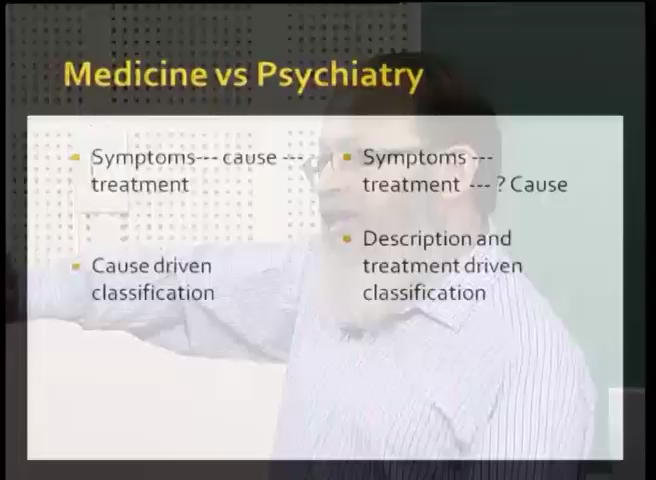 Medicine vs Psychiatry
Symptoms--- cause ---
treatment
Cause driven
classification
Symptoms ---
treatment --- ? Cause
Description and
treatment driven
classification